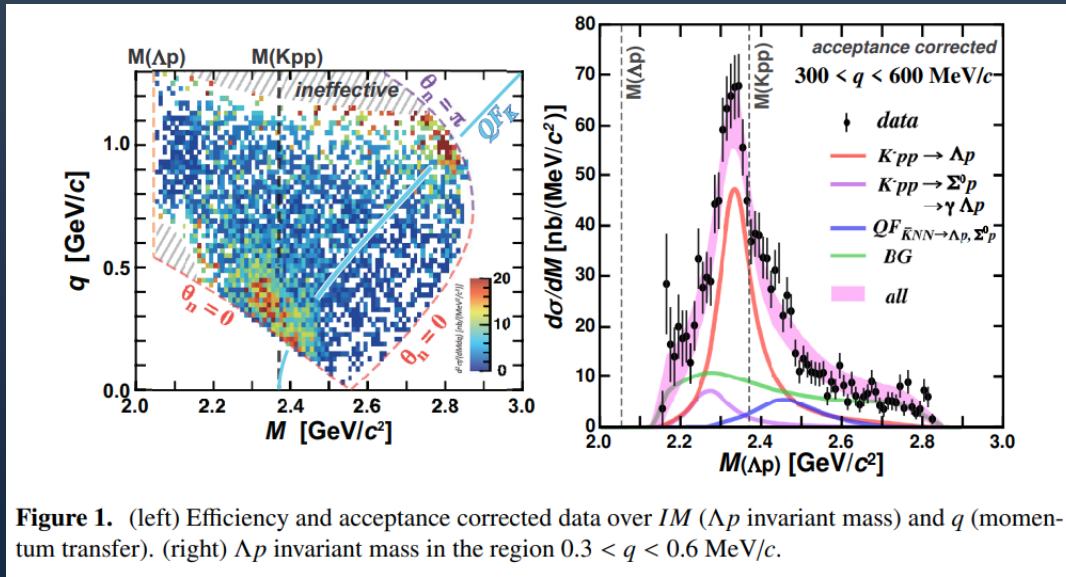 M(Λp)
M(Kpp)
ineffective
θn = π
QFK̄
1.0
0.5
0.0
q [GeV/c]
θn = 0
θn = 0
20
10
0
d²σ/(dMdq) [nb/(MeV²/c³)]
2.0 2.2 2.4 2.6 2.8 3.0
M [GeV/c²]
80
70
60
50
40
30
20
10
0
dσ/dM [nb/(MeV/c²)]
M(Λp)
M(Kpp)
acceptance corrected
300 < q < 600 MeV/c
data
K⁻pp → Λp
K⁻pp → Σ⁰p
→ γ Λp
QF K̄NN→Λp, Σ⁰p
BG
all
2.0 2.2 2.4 2.6 2.8 3.0
M(Λp) [GeV/c²]
Figure 1. (left) Efficiency and acceptance corrected data over IM (Λp invariant mass) and q (momen-
tum transfer). (right) Λp invariant mass in the region 0.3 < q < 0.6 MeV/c.